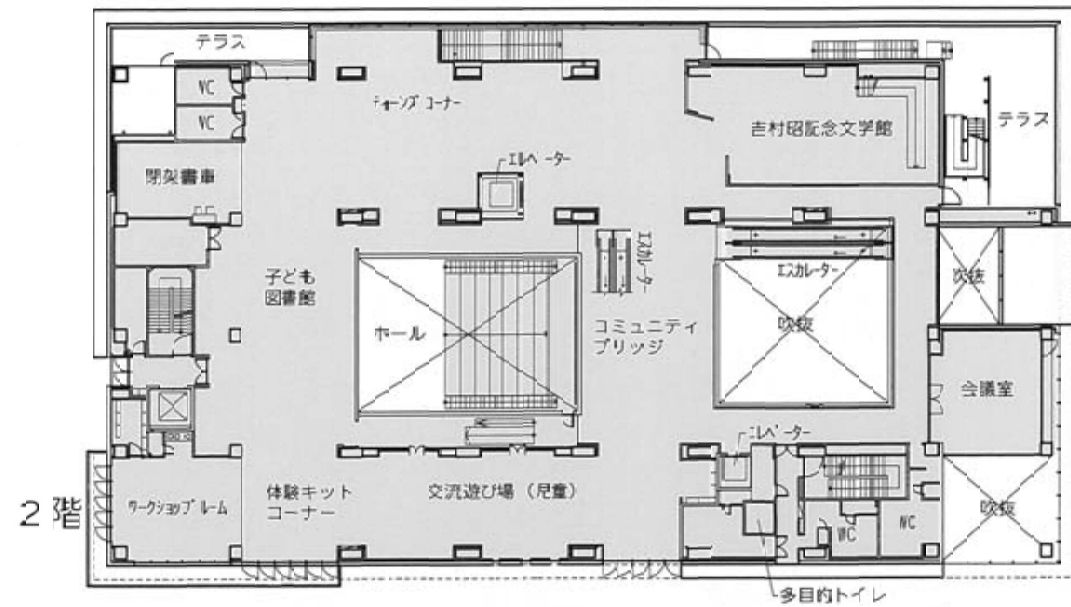 テラス
WC
WC
ティーンズコーナー
吉村昭記念文学館
テラス
閉架書庫
エレベーター
エスカレーター
エスカレーター
吹抜
子ども
図書館
ホール
コミュニティ
ブリッジ
吹抜
会議室
エレベーター
2階
ワークショップルーム
体験キット
コーナー
交流遊び場（児童）
WC
WC
吹抜
多目的トイレ